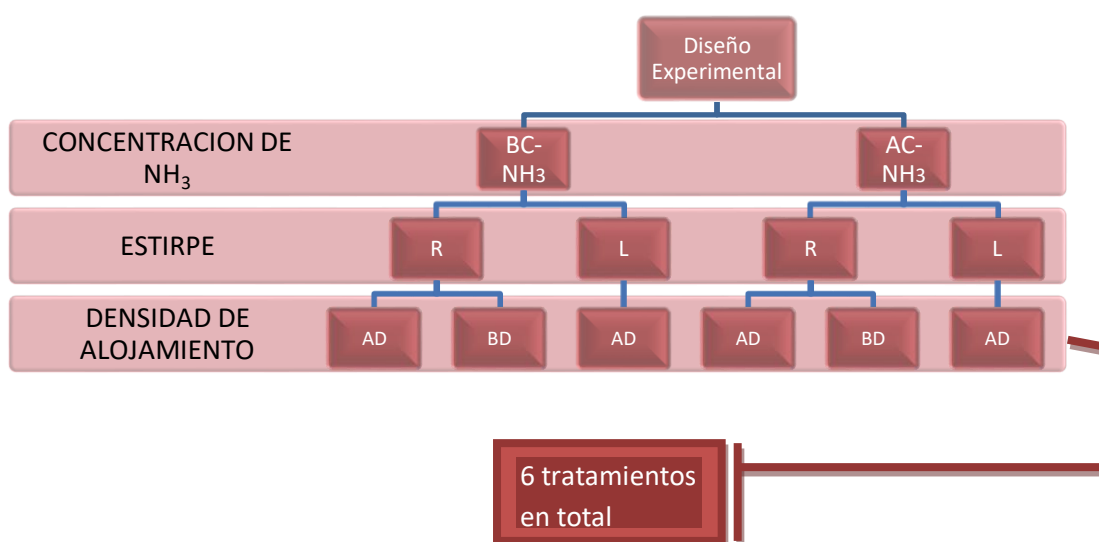 Diseño
Experimental
CONCENTRACION DE
NH₃
BC-
NH3
AC-
NH3
ESTIRPE
R
L
R
L
DENSIDAD DE
ALOJAMIENTO
AD
BD
AD
AD
BD
AD
6 tratamientos
en total